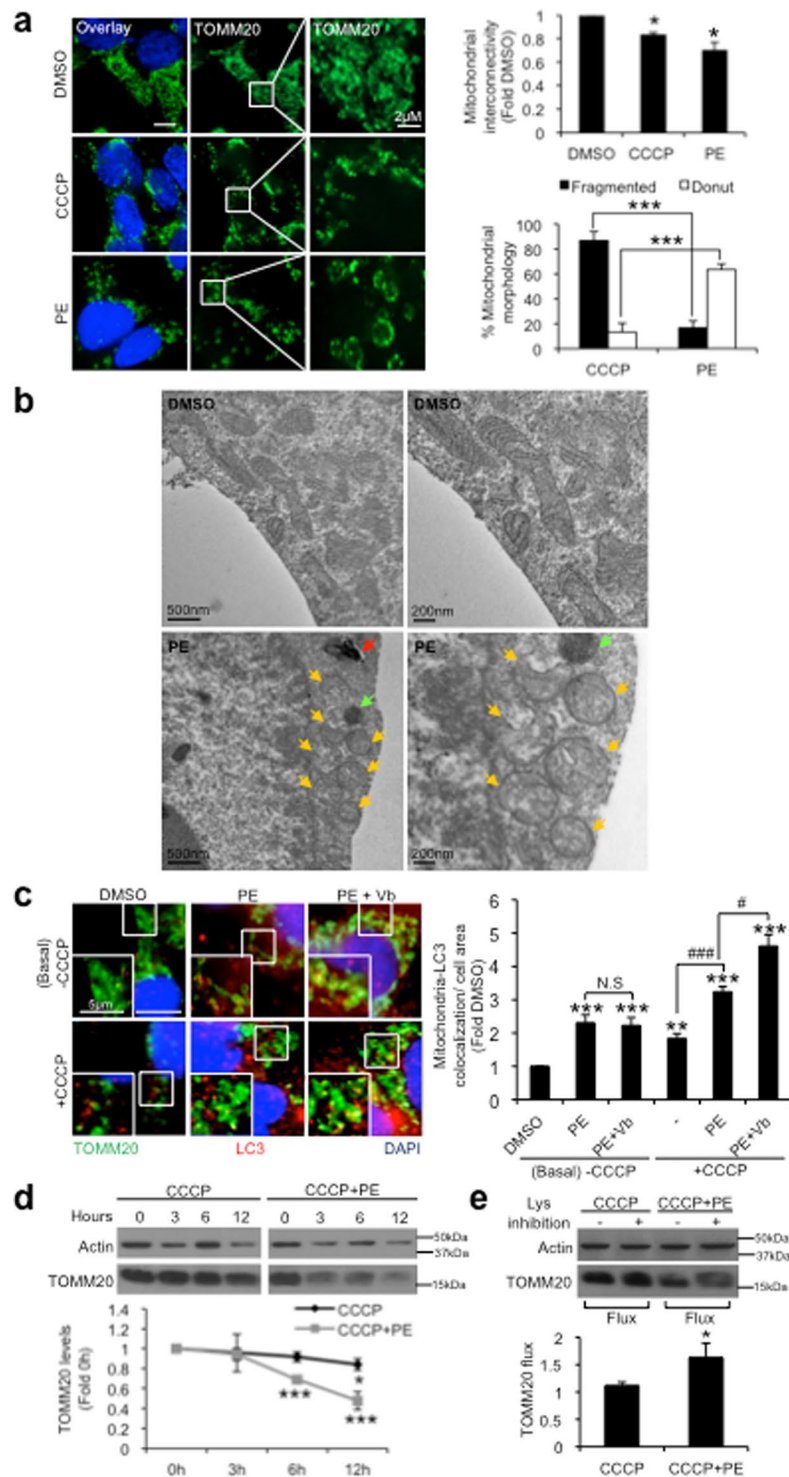 a
Overlay TOMM20 TOMM20
DMSO
2µM
CCCP
PE
Mitochondrial
interconnectivity
(Fold DMSO)
1
0.8
0.6
0.4
0.2
0
DMSO CCCP PE
* *
Fragmented Donut
***
***
% Mitochondrial
morphology
100
80
60
40
20
0
CCCP PE
b
DMSO DMSO
500nm 200nm
PE PE
500nm 200nm
c
DMSO PE PE + Vb
(Basal)
-CCCP
5µm
+CCCP
TOMM20 LC3 DAPI
Mitochondria-LC3
colocalization/ cell area
(Fold DMSO)
6
5
4
3
2
1
0
N.S
*** ***
** *** ***
###
#
DMSO PE PE+Vb - PE PE+Vb
(Basal) -CCCP +CCCP
d
CCCP CCCP+PE
Hours 0 3 6 12 0 3 6 12
Actin
50kDa
37kDa
TOMM20
15kDa
TOMM20 levels
(Fold 0h)
1.4
1.2
1
0.8
0.6
0.4
0.2
0
CCCP
CCCP+PE
*
***
***
0h 3h 6h 12h
e
Lys
inhibition
CCCP CCCP+PE
- + - +
Actin
50kDa
37kDa
TOMM20
15kDa
Flux Flux
TOMM20 flux
2
1.5
1
0.5
0
*
CCCP CCCP+PE